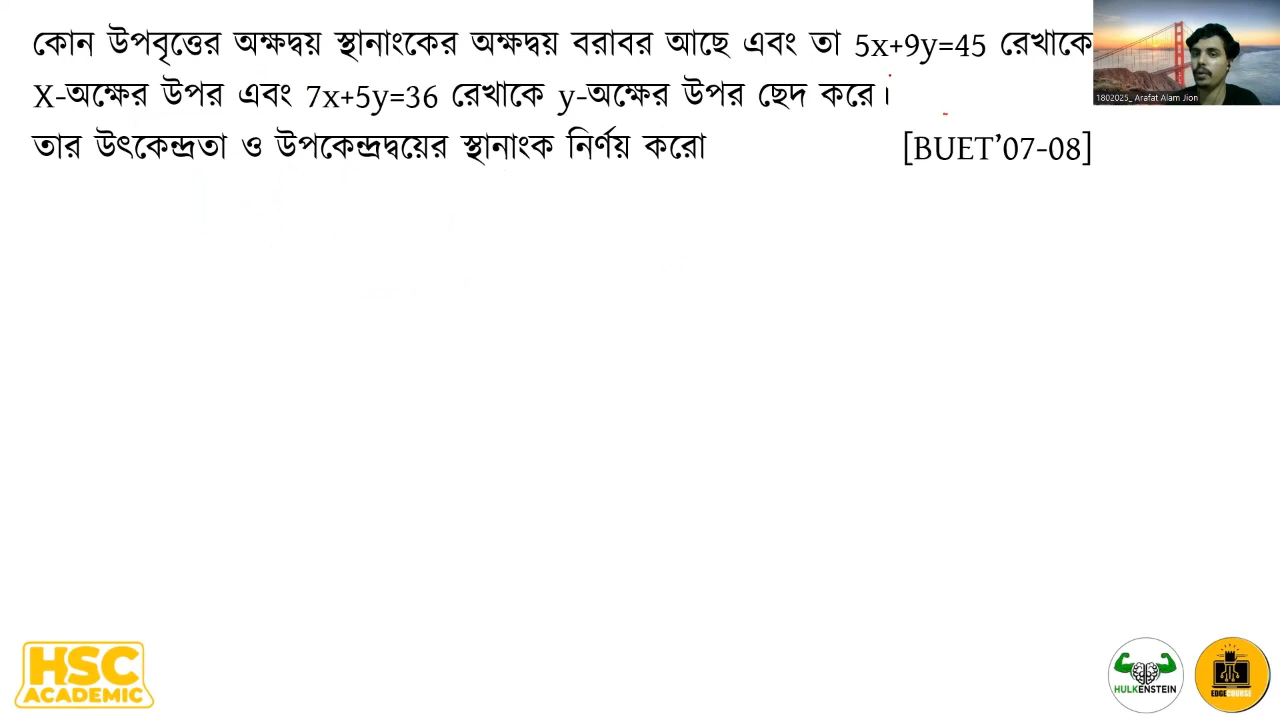 কোন উপবৃত্তের অক্ষদ্বয় স্থানাংকের অক্ষদ্বয় বরাবর আছে এবং তা 5x+9y=45 রেখাকে
X-অক্ষের উপর এবং 7x+5y=36 রেখাকে y-অক্ষের উপর ছেদ করে।
তার উৎকেন্দ্রতা ও উপকেন্দ্রদ্বয়ের স্থানাংক নির্ণয় করো [BUET’07-08]
1802025_ Arafat Alam Jion
HSC
ACADEMIC
HULKENSTEIN
EDGECOURSE